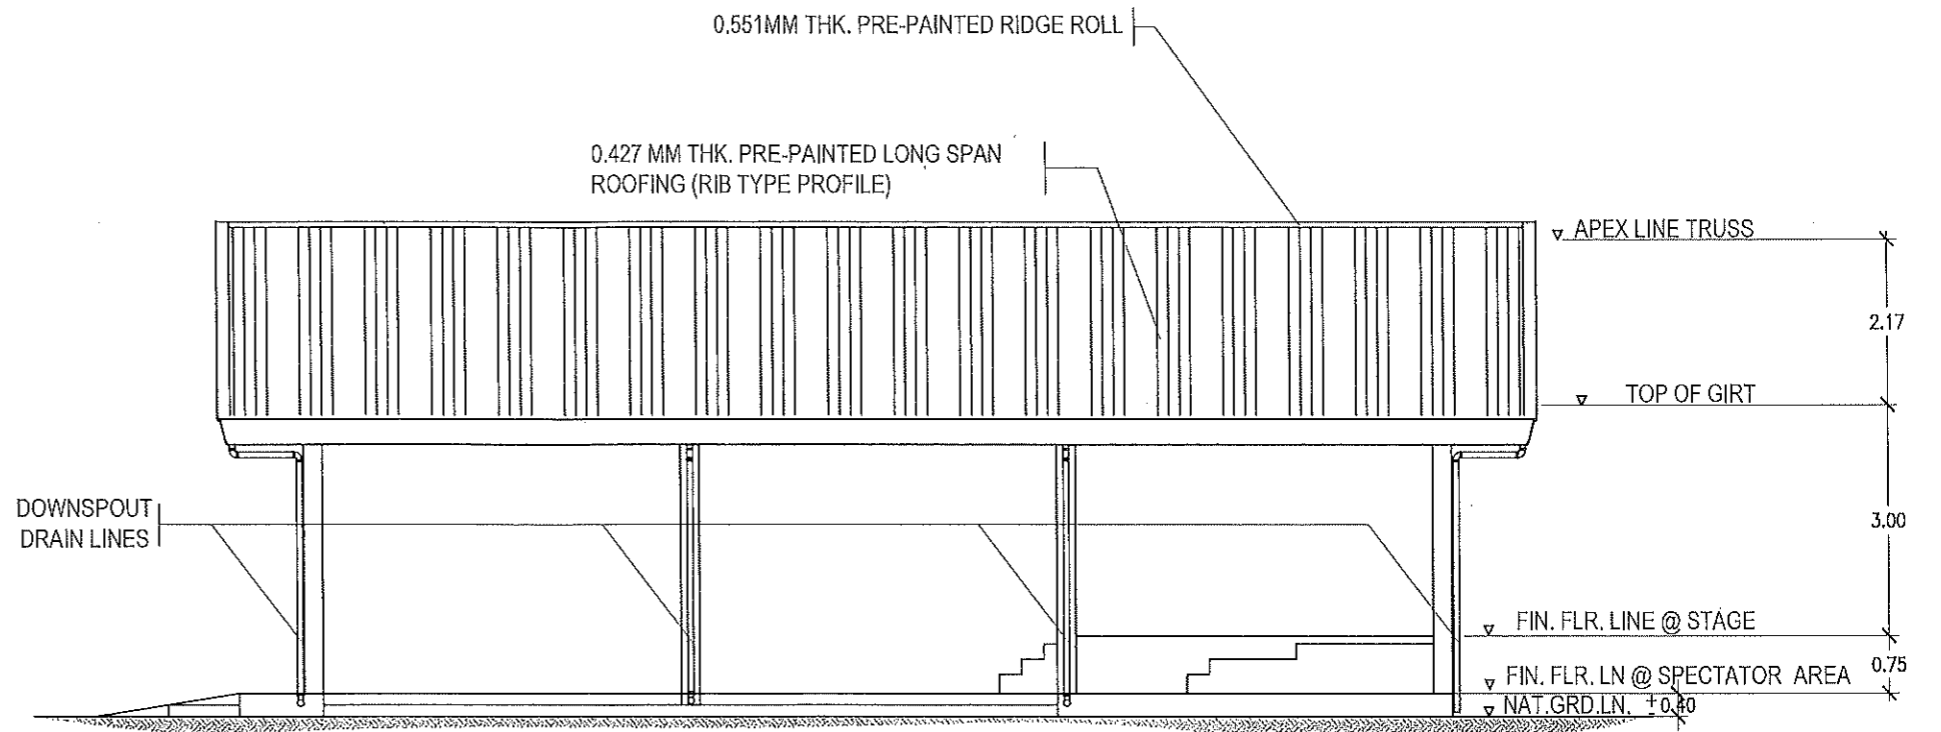 0.551MM THK. PRE-PAINTED RIDGE ROLL
0.427 MM THK. PRE-PAINTED LONG SPAN
ROOFING (RIB TYPE PROFILE)
APEX LINE TRUSS
2.17
TOP OF GIRT
DOWNSPOUT
DRAIN LINES
3.00
FIN. FLR. LINE @ STAGE
0.75
FIN. FLR. LN @ SPECTATOR AREA
NAT.GRD.LN. ±0.40